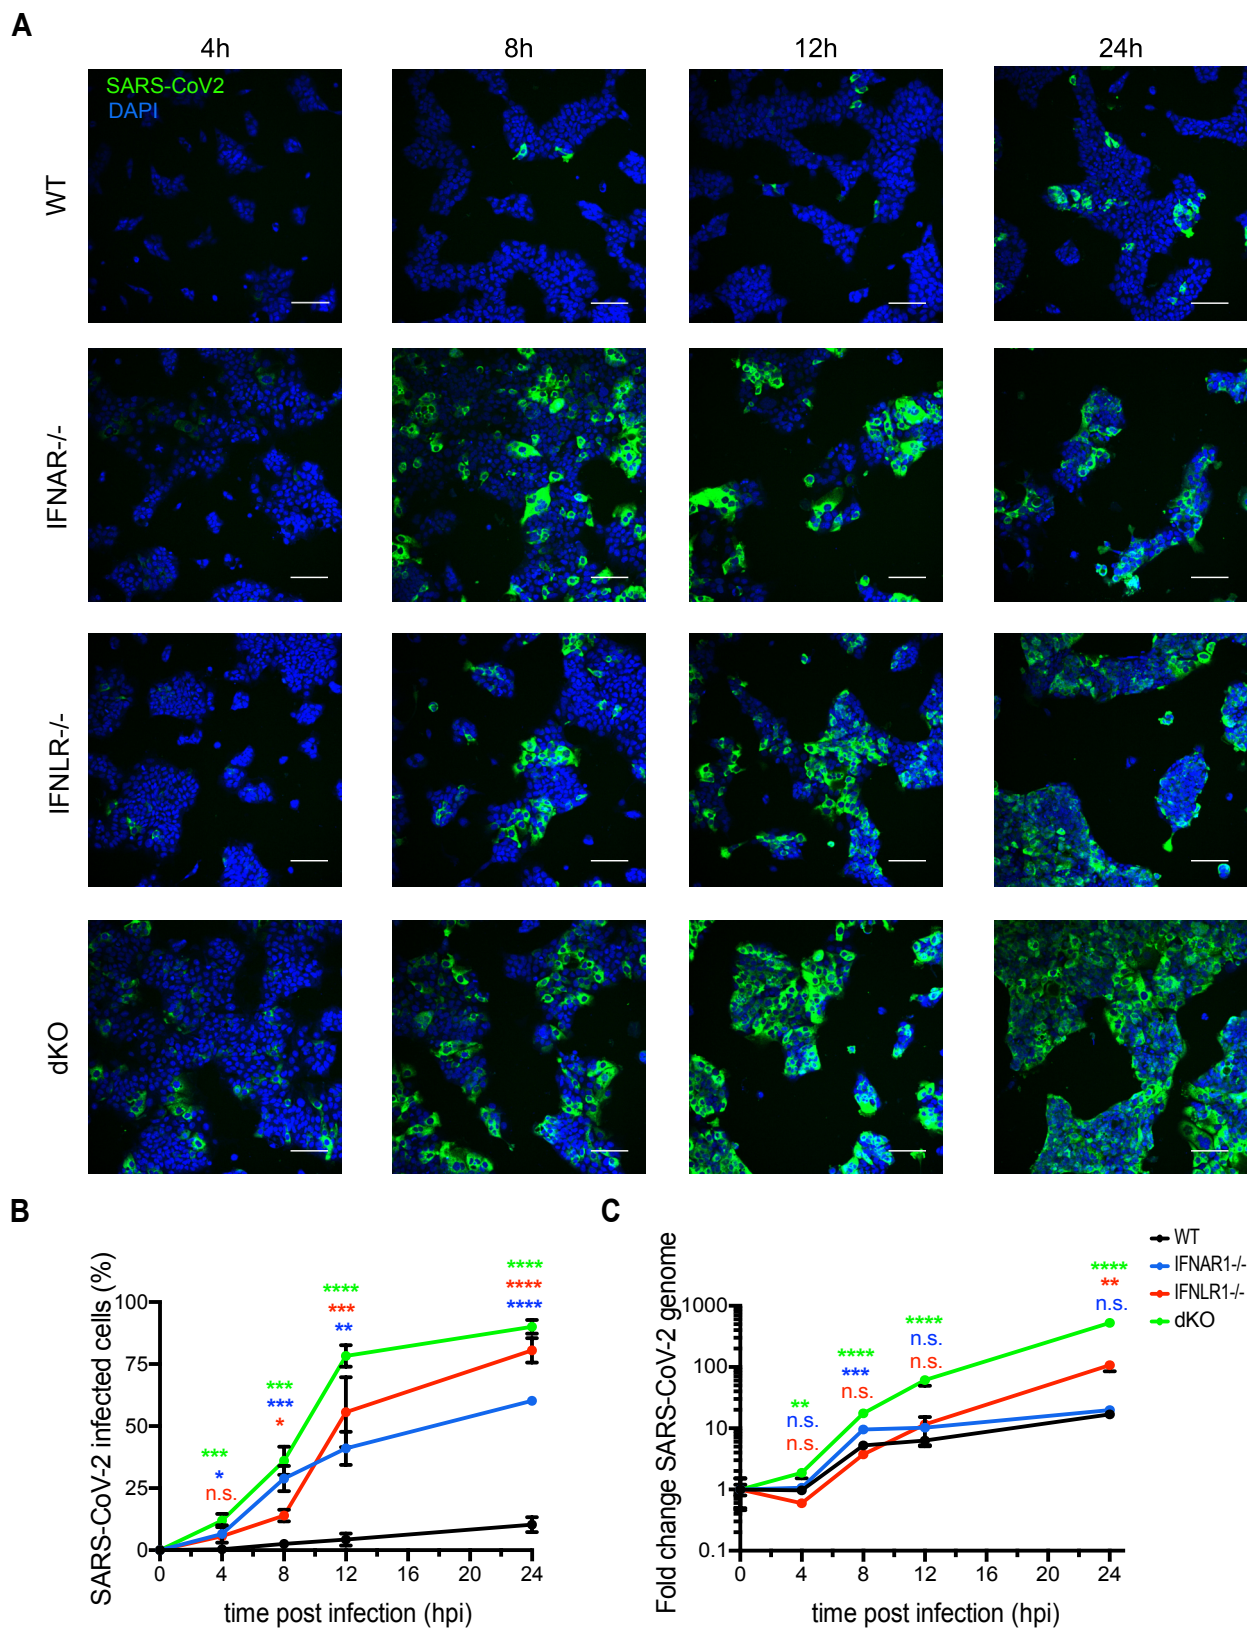 A
4h 8h 12h 24h
SARS-CoV2
DAPI
WT
IFNAR-/-
IFNLR-/-
dKO
B
SARS-CoV-2 infected cells (%)
100
75
50
25
0
0 4 8 12 16 20 24
time post infection (hpi)
***
*
n.s.
***
***
*
****
***
**
****
****
****
C
Fold change SARS-CoV-2 genome
1000
100
10
1
0.1
0 4 8 12 16 20 24
time post infection (hpi)
**
n.s.
n.s.
****
***
n.s.
****
n.s.
n.s.
****
**
n.s.
WT
IFNAR1-/-
IFNLR1-/-
dKO